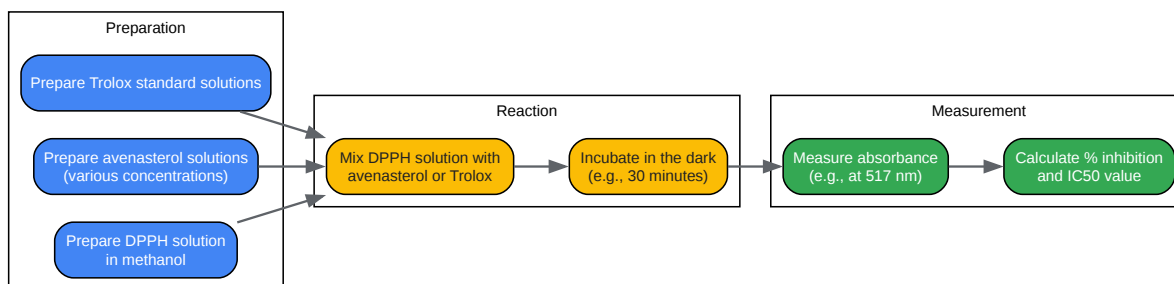 Preparation
Prepare Trolox standard solutions
Prepare avenasterol solutions
(various concentrations)
Prepare DPPH solution
in methanol
Reaction
Mix DPPH solution with
avenasterol or Trolox
Incubate in the dark
(e.g., 30 minutes)
Measurement
Measure absorbance
(e.g., at 517 nm)
Calculate % inhibition
and IC50 value